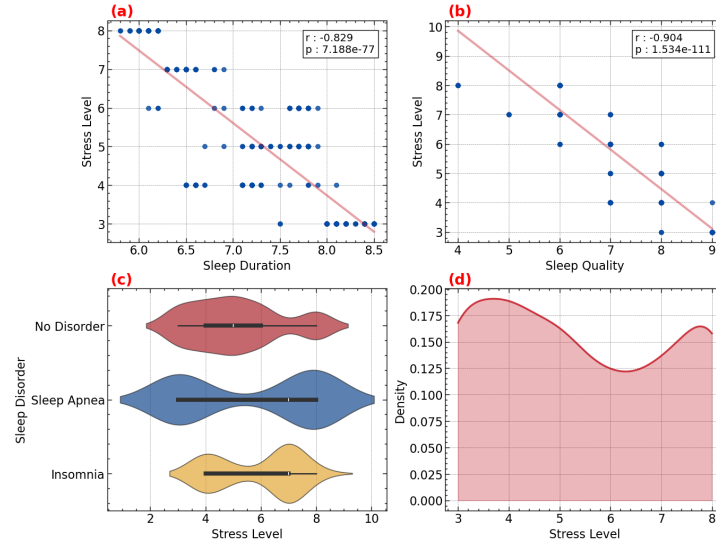 (a)
r : -0.829
p : 7.188e-77
8
7
6
5
4
3
Stress Level
6.0 6.5 7.0 7.5 8.0 8.5
Sleep Duration
(b)
r : -0.904
p : 1.534e-111
10
9
8
7
6
5
4
3
Stress Level
4 5 6 7 8 9
Sleep Quality
(c)
No Disorder
Sleep Apnea
Insomnia
Sleep Disorder
2 4 6 8 10
Stress Level
(d)
0.200
0.175
0.150
0.125
0.100
0.075
0.050
0.025
0.000
Density
3 4 5 6 7 8
Stress Level